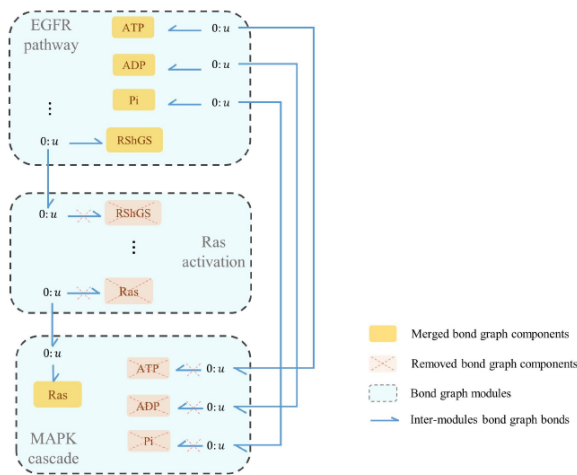 EGFR
pathway
ATP
0: u
ADP
0: u
Pi
0: u
0: u
RShGS
0: u
RShGS
Ras
activation
0: u
Ras
0: u
Ras
ATP
0: u
ADP
0: u
Pi
0: u
MAPK
cascade
Merged bond graph components
Removed bond graph components
Bond graph modules
Inter-modules bond graph bonds